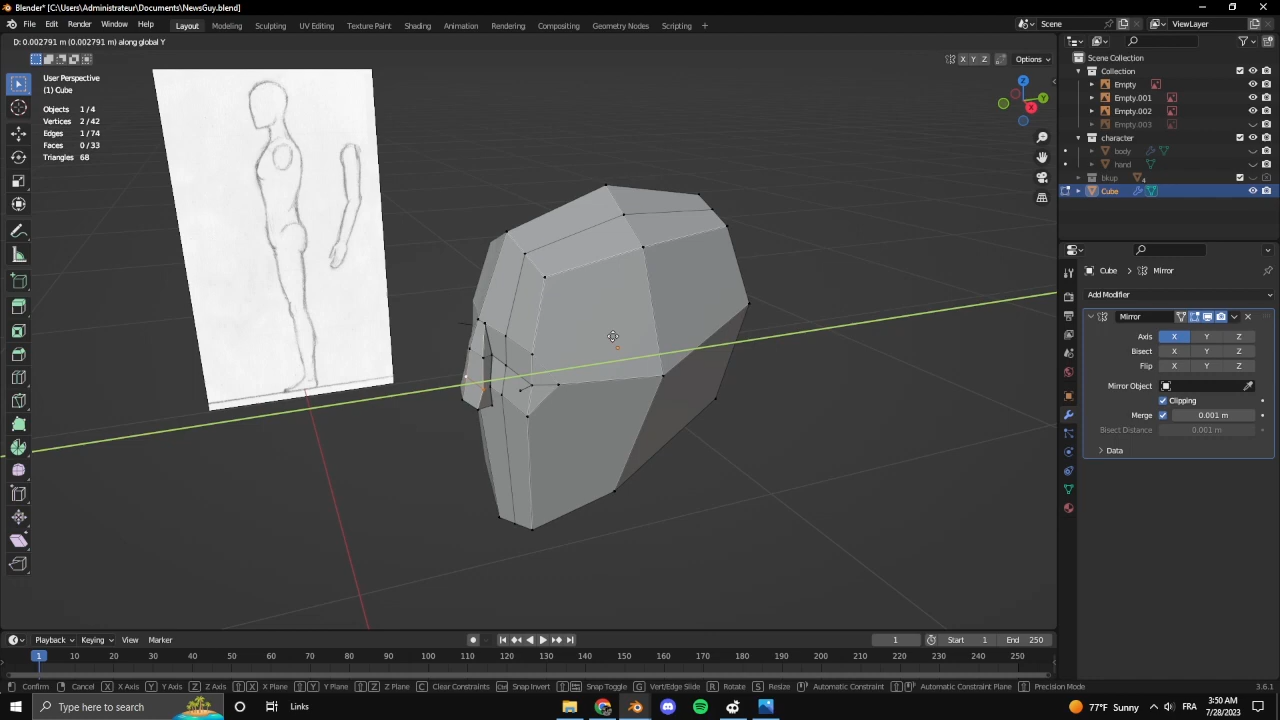 Blender* [C:\Users\Administrateur\Documents\NewsGuy.blend]
File Edit Render Window Help Layout Modeling Sculpting UV Editing Texture Paint Shading Animation Rendering Compositing Geometry Nodes Scripting + Scene ViewLayer
D: 0.002791 m (0.002791 m) along global Y
X Y Z Options
User Perspective
(1) Cube
Objects 1/4
Vertices 2/42
Edges 1/74
Faces 0/33
Triangles 68
Z
Y
X
Scene Collection
Collection
Empty
Empty.001
Empty.002
Empty.003
character
body
hand
bkup 4
Cube
Cube > Mirror
Add Modifier
Mirror
Axis X Y Z
Bisect X Y Z
Flip X Y Z
Mirror Object
Clipping
Merge 0.001 m
Bisect Distance 0.001 m
Data
Playback Keying View Marker 1 Start 1 End 250
1 10 20 30 40 50 60 70 80 90 100 110 120 130 140 150 160 170 180 190 200 210 220 230 240 250
Confirm Cancel X X Axis Y Y Axis Z Z Axis X X Plane Y Y Plane Z Z Plane C Clear Constraints Ctrl Snap Invert Snap Toggle G Vert/Edge Slide R Rotate S Resize Automatic Constraint Automatic Constraint Plane Precision Mode 3.6.1
Type here to search Links 77°F Sunny FRA 3:50 AM
7/28/2023